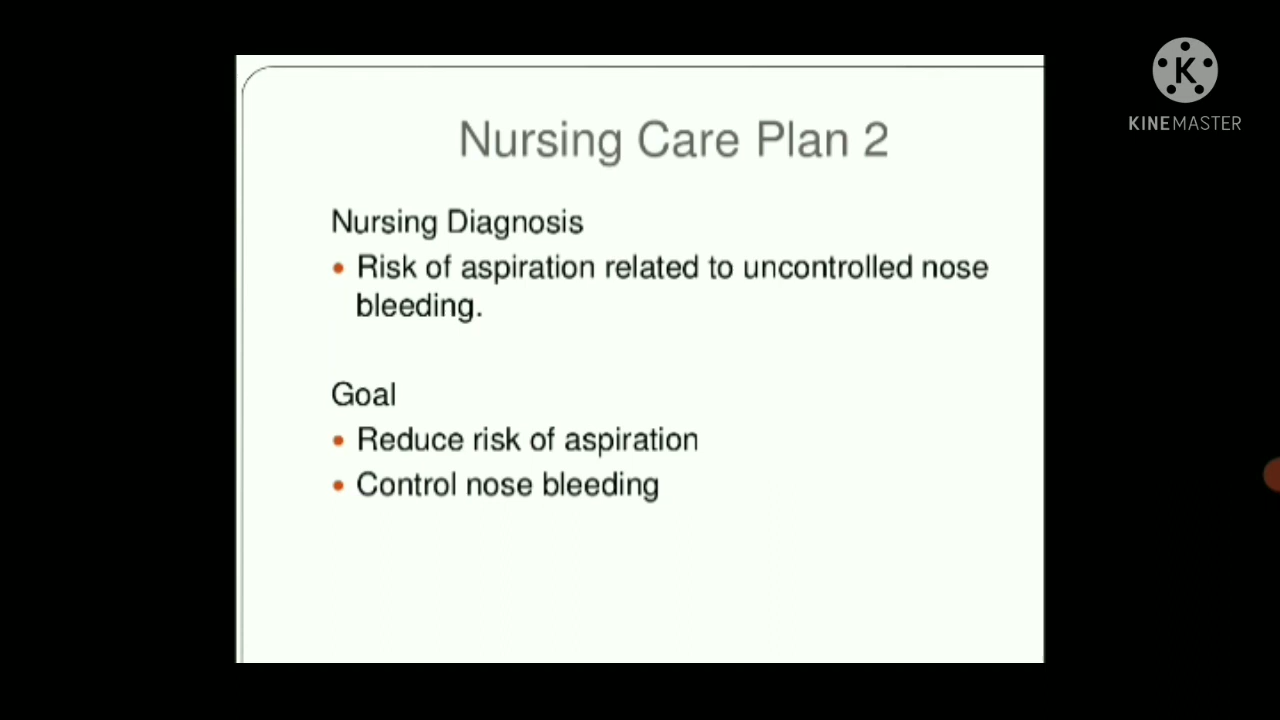 K
KINEMASTER
Nursing Care Plan 2
Nursing Diagnosis
• Risk of aspiration related to uncontrolled nose
bleeding.
Goal
• Reduce risk of aspiration
• Control nose bleeding